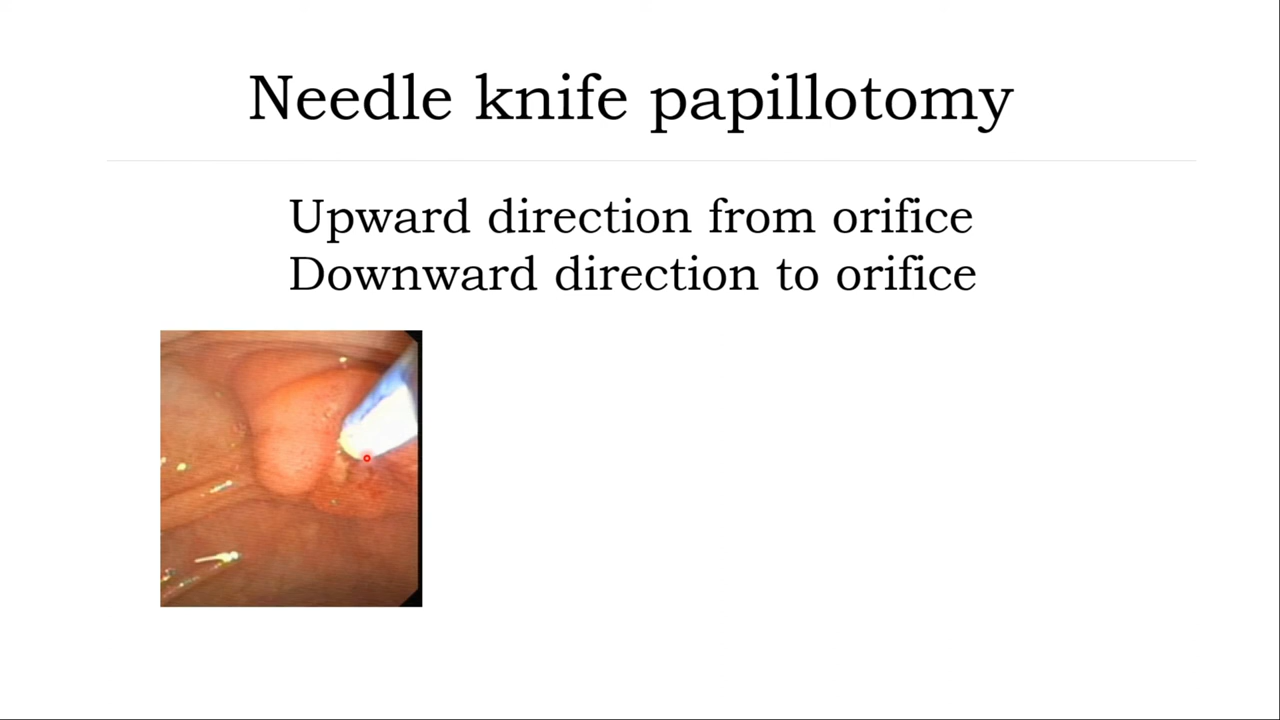 Needle knife papillotomy
Upward direction from orifice
Downward direction to orifice